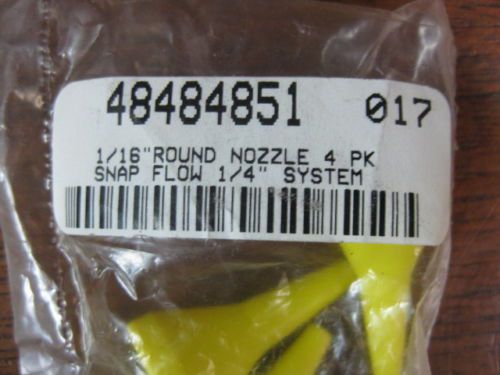 48484851 017
1/16"ROUND NOZZLE 4 PK
SNAP FLOW 1/4" SYSTEM